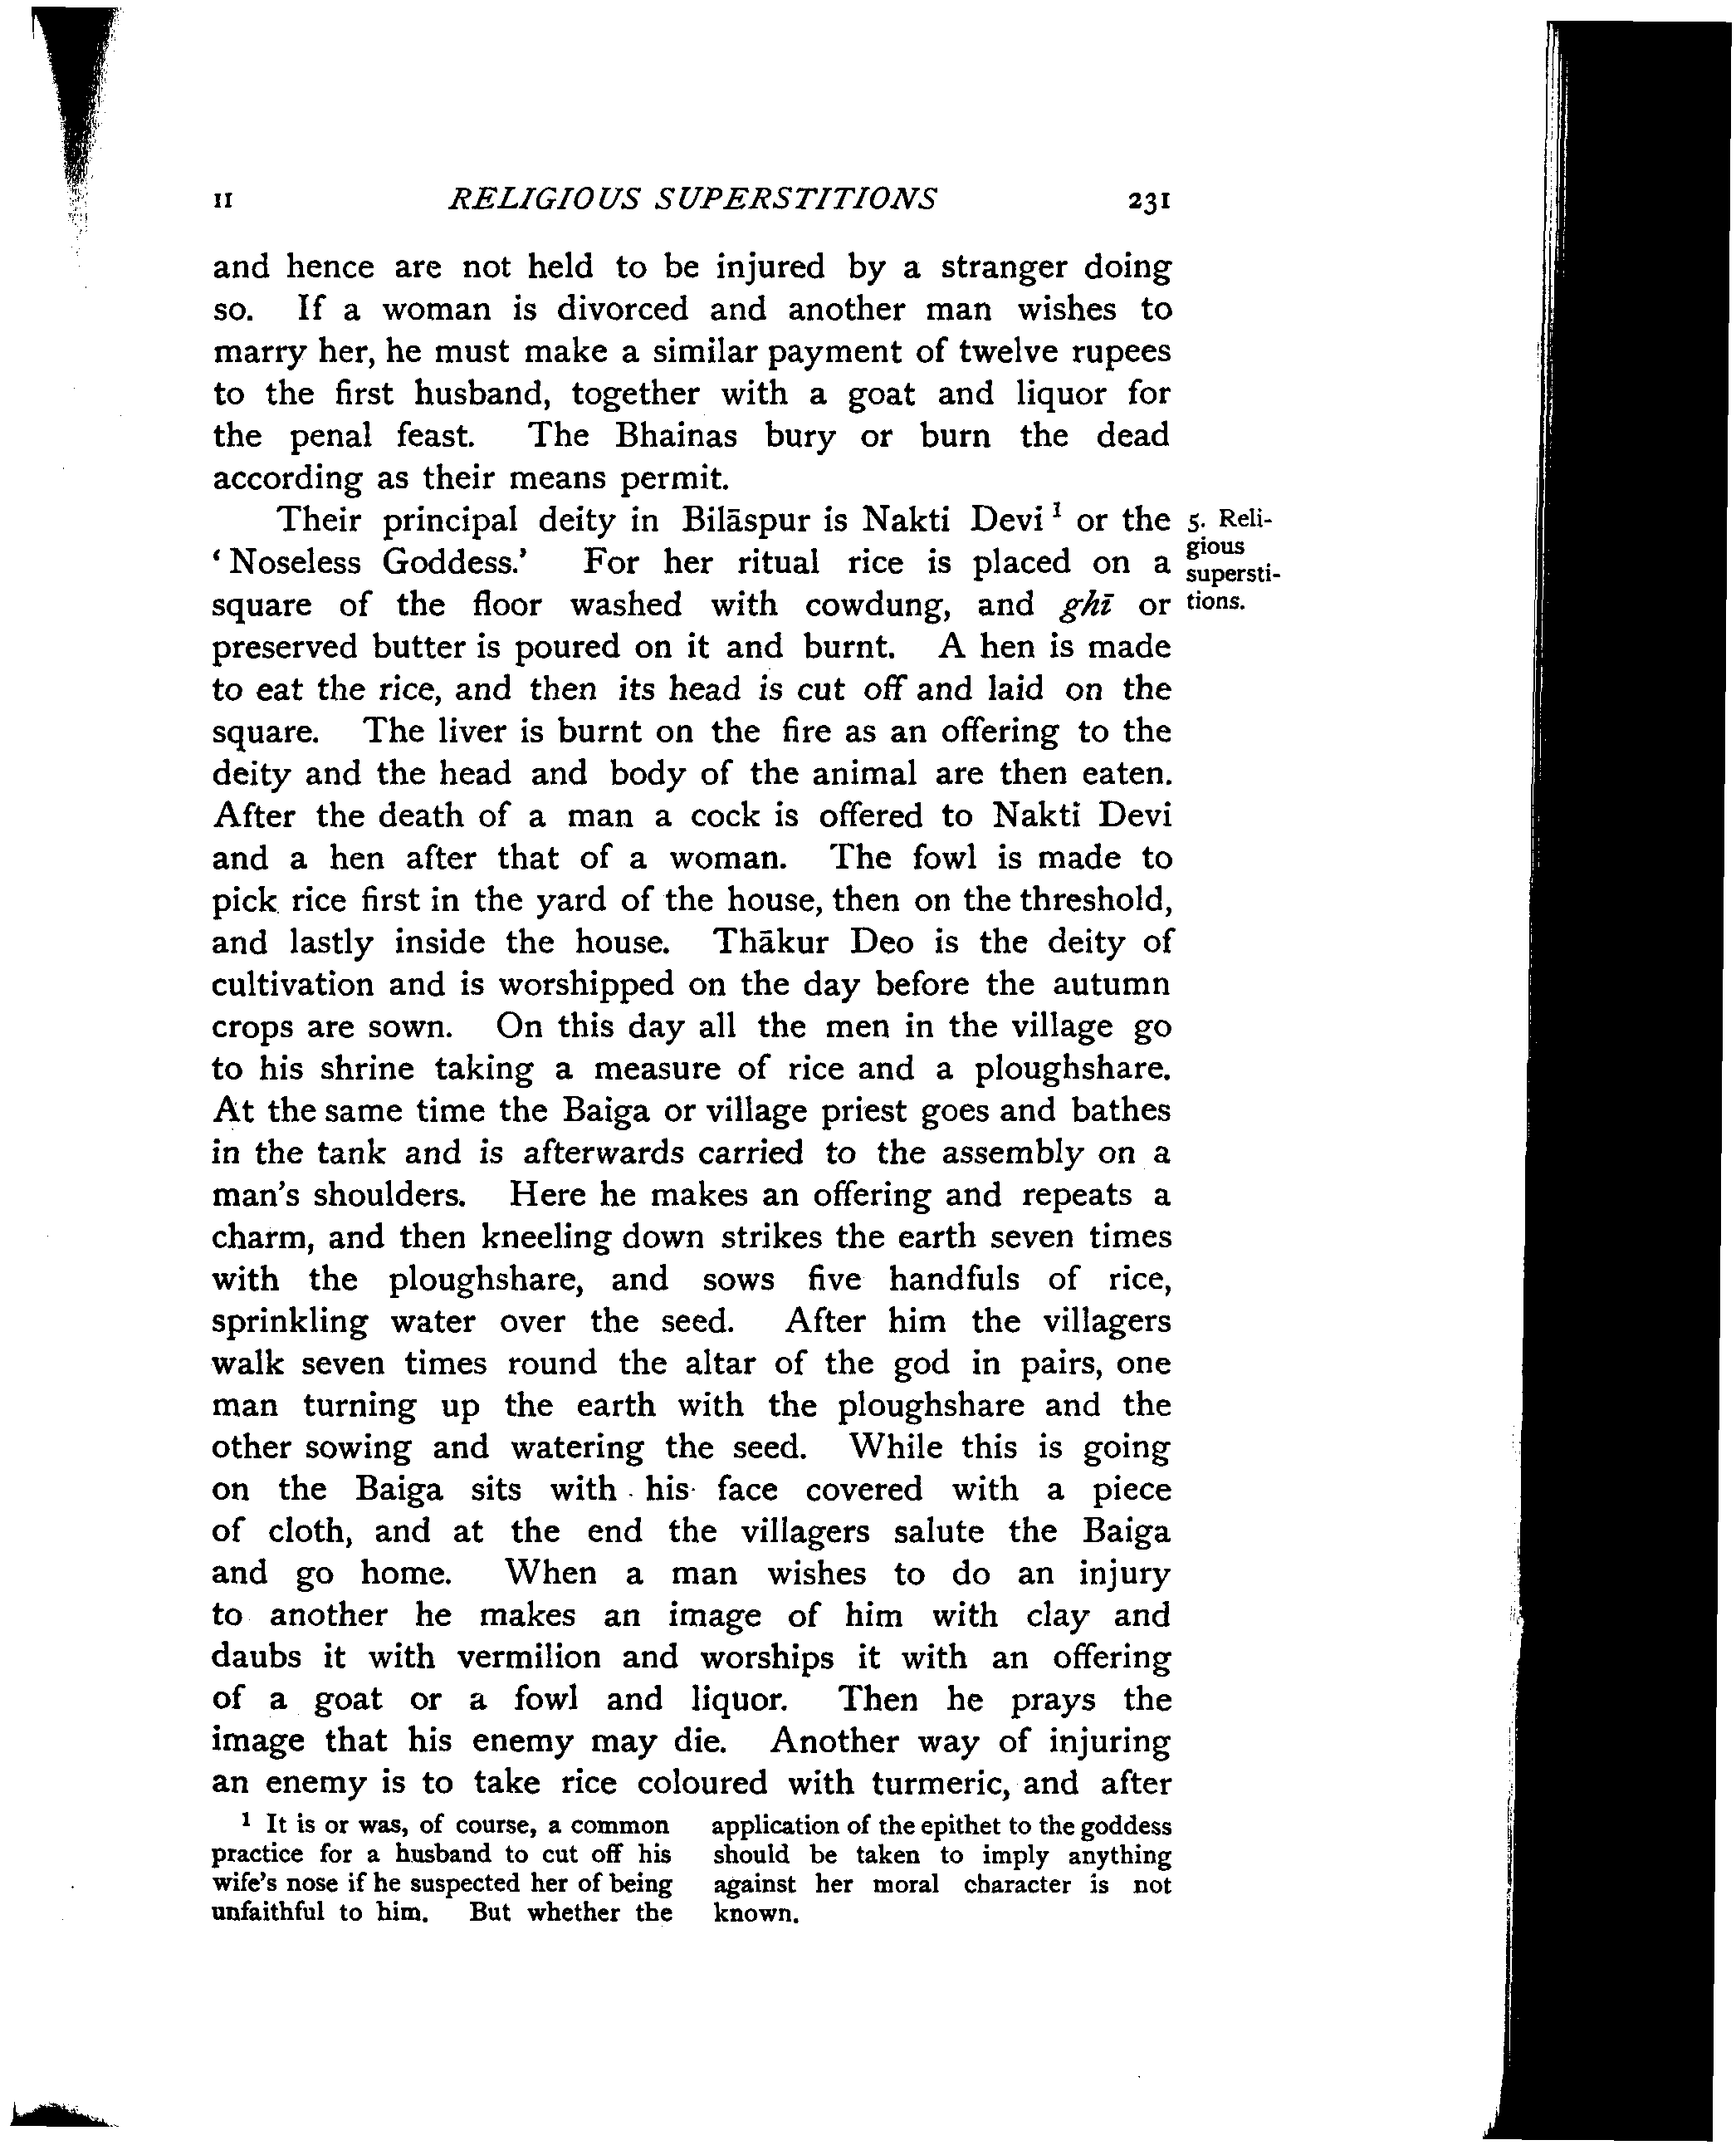 II RELIGIOUS SUPERSTITIONS 231
and hence are not held to be injured by a stranger doing
so. If a woman is divorced and another man wishes to
marry her, he must make a similar payment of twelve rupees
to the first husband, together with a goat and liquor for
the penal feast. The Bhainas bury or burn the dead
according as their means permit.
Their principal deity in Bilāspur is Nakti Devi ¹ or the
‘Noseless Goddess.’ For her ritual rice is placed on a
square of the floor washed with cowdung, and ghī or
preserved butter is poured on it and burnt. A hen is made
to eat the rice, and then its head is cut off and laid on the
square. The liver is burnt on the fire as an offering to the
deity and the head and body of the animal are then eaten.
After the death of a man a cock is offered to Nakti Devi
and a hen after that of a woman. The fowl is made to
pick rice first in the yard of the house, then on the threshold,
and lastly inside the house. Thākur Deo is the deity of
cultivation and is worshipped on the day before the autumn
crops are sown. On this day all the men in the village go
to his shrine taking a measure of rice and a ploughshare.
At the same time the Baiga or village priest goes and bathes
in the tank and is afterwards carried to the assembly on a
man's shoulders. Here he makes an offering and repeats a
charm, and then kneeling down strikes the earth seven times
with the ploughshare, and sows five handfuls of rice,
sprinkling water over the seed. After him the villagers
walk seven times round the altar of the god in pairs, one
man turning up the earth with the ploughshare and the
other sowing and watering the seed. While this is going
on the Baiga sits with his face covered with a piece
of cloth, and at the end the villagers salute the Baiga
and go home. When a man wishes to do an injury
to another he makes an image of him with clay and
daubs it with vermilion and worships it with an offering
of a goat or a fowl and liquor. Then he prays the
image that his enemy may die. Another way of injuring
an enemy is to take rice coloured with turmeric, and after
5. Reli-
gious
supersti-
tions.
¹ It is or was, of course, a common
practice for a husband to cut off his
wife's nose if he suspected her of being
unfaithful to him. But whether the
application of the epithet to the goddess
should be taken to imply anything
against her moral character is not
known.